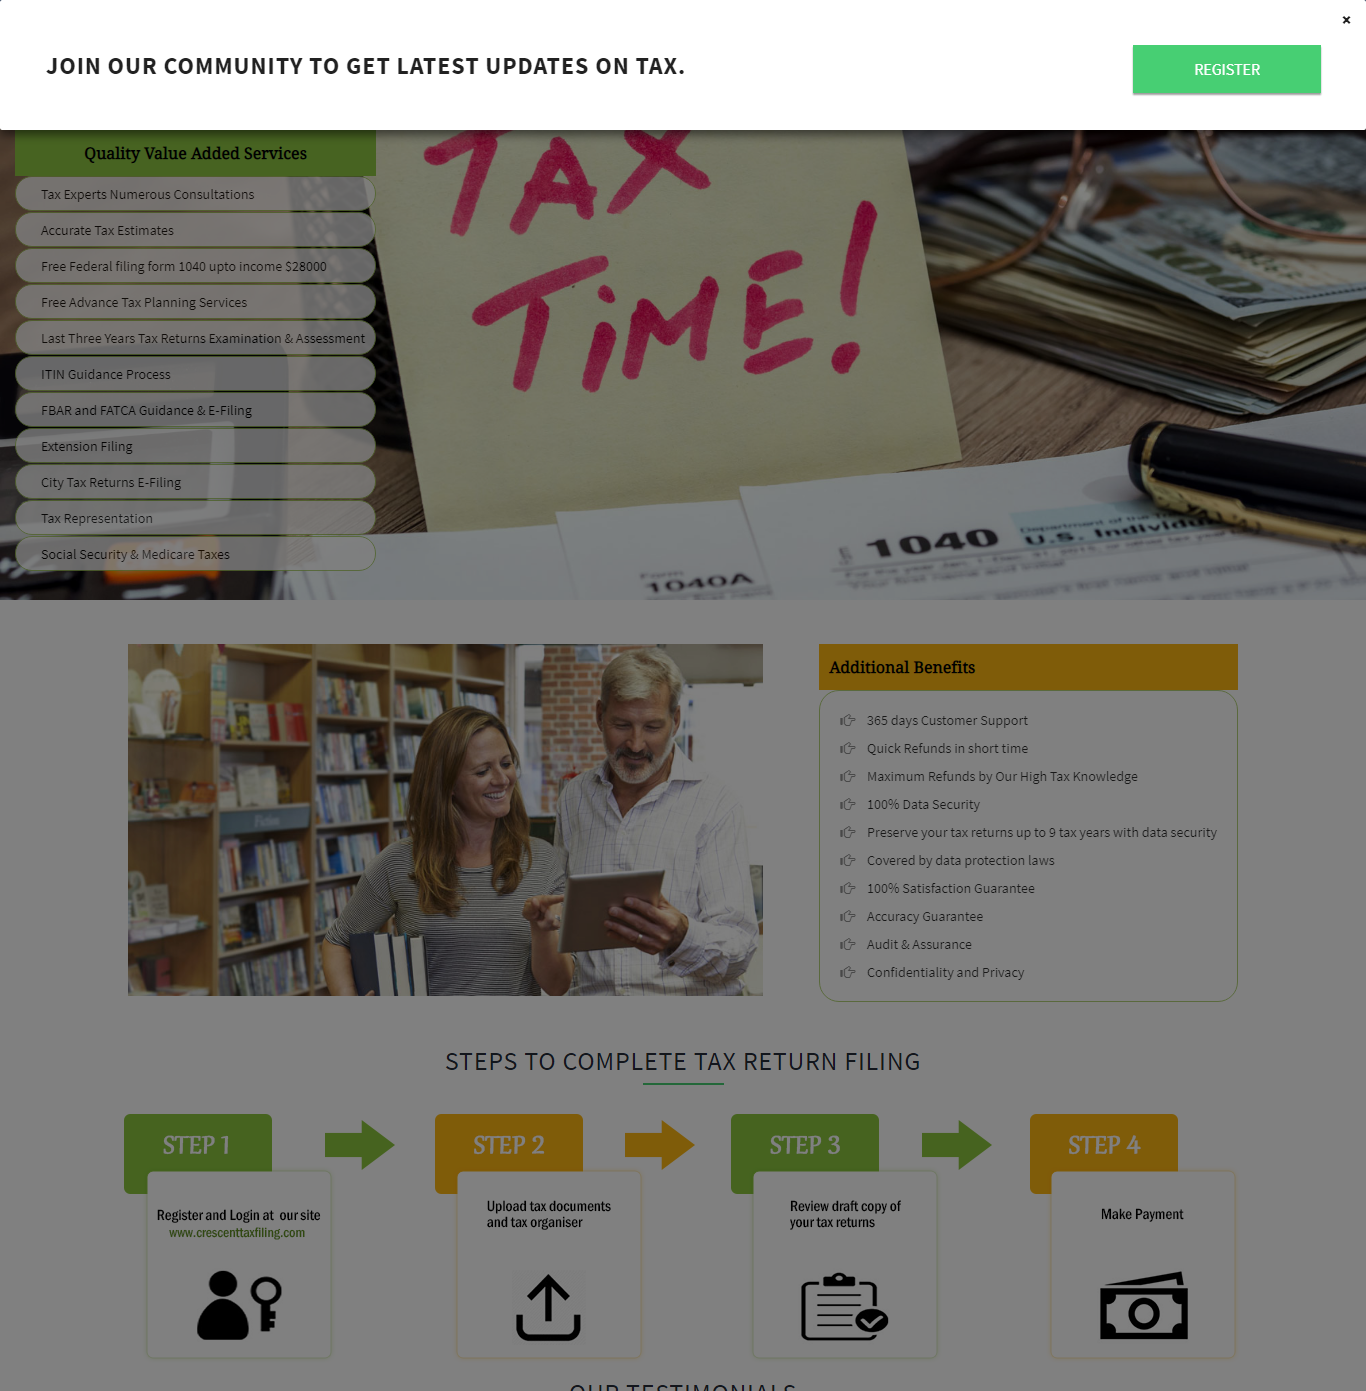 ×
JOIN OUR COMMUNITY TO GET LATEST UPDATES ON TAX.
REGISTER
Quality Value Added Services
Tax Experts Numerous Consultations
Accurate Tax Estimates
Free Federal filing form 1040 upto income $28000
Free Advance Tax Planning Services
Last Three Years Tax Returns Examination & Assessment
ITIN Guidance Process
FBAR and FATCA Guidance & E-Filing
Extension Filing
City Tax Returns E-Filing
Tax Representation
Social Security & Medicare Taxes
TAX
TIME!
100
Form
1040A
1040
Department of the
U.S. Individu
Fiction
Additional Benefits
365 days Customer Support
Quick Refunds in short time
Maximum Refunds by Our High Tax Knowledge
100% Data Security
Preserve your tax returns up to 9 tax years with data security
Covered by data protection laws
100% Satisfaction Guarantee
Accuracy Guarantee
Audit & Assurance
Confidentiality and Privacy
STEPS TO COMPLETE TAX RETURN FILING
STEP 1
Register and Login at our site
www.crescenttaxfiling.com
STEP 2
Upload tax documents
and tax organiser
STEP 3
Review draft copy of
your tax returns
STEP 4
Make Payment
OUR TESTIMONIALS